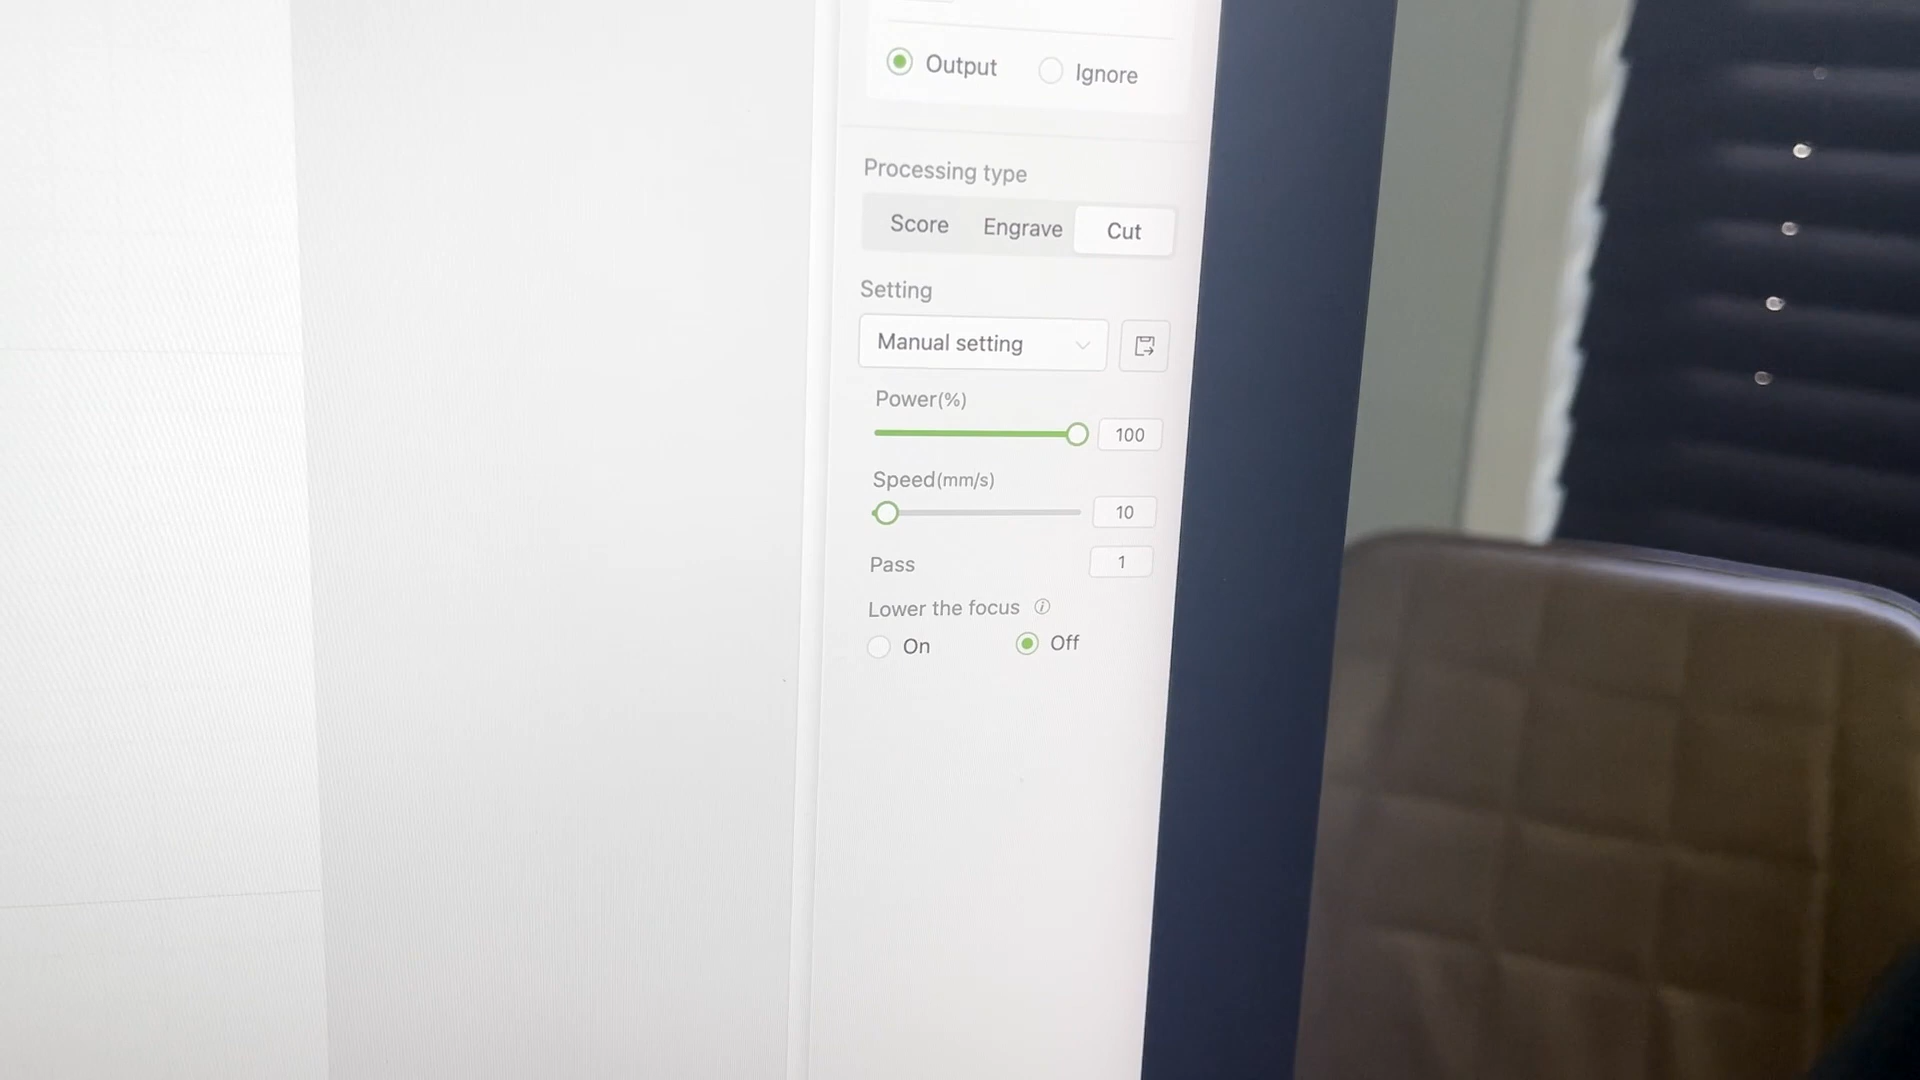 Output Ignore
Processing type
Score Engrave Cut
Setting
Manual setting
Power(%)
100
Speed(mm/s)
10
Pass 1
Lower the focus
On Off